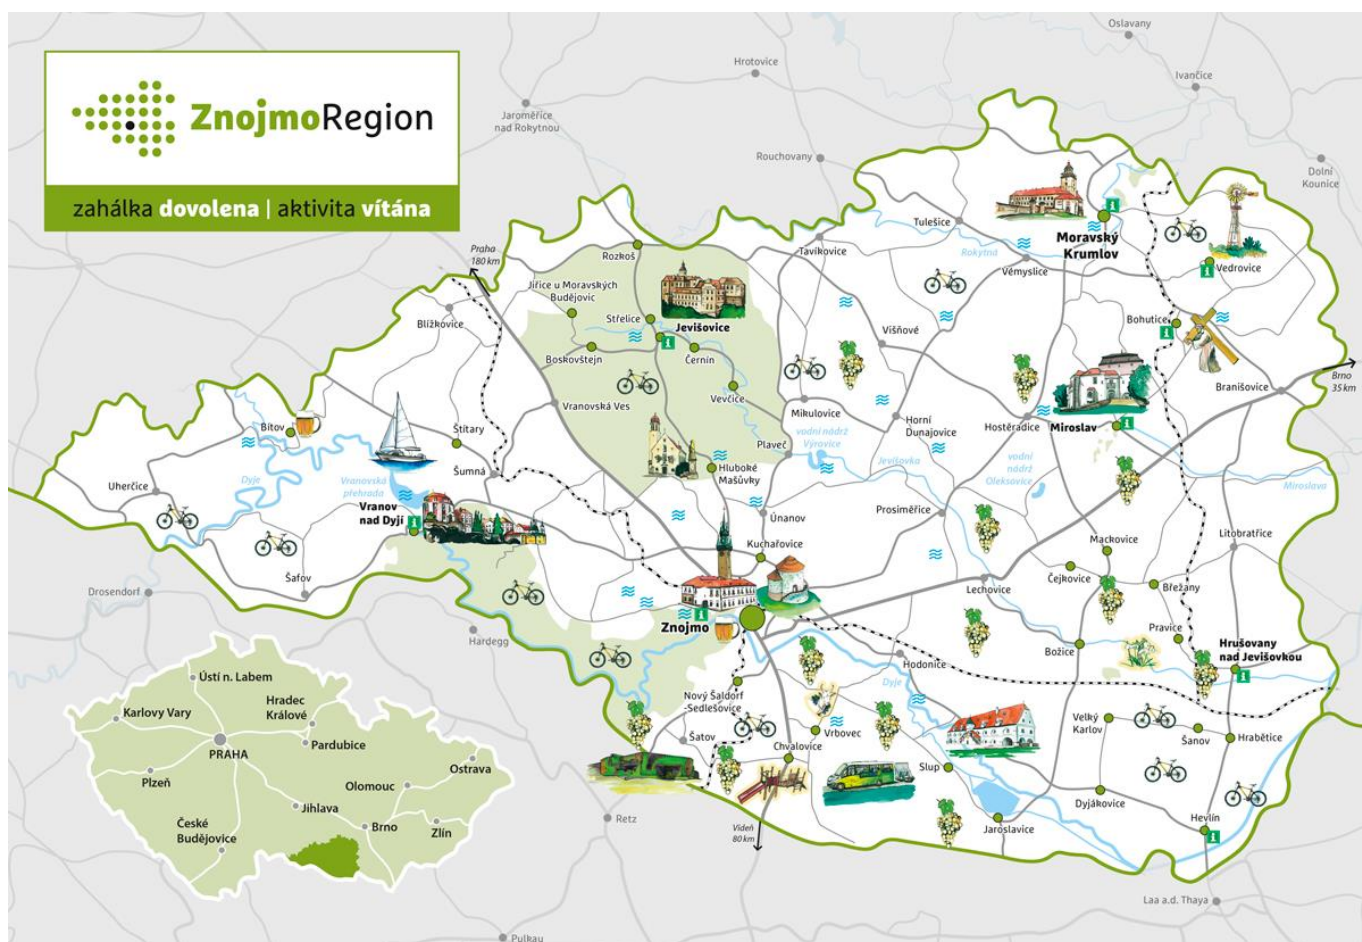 ZnojmoRegion
zahálka dovolena | aktivita vítána
Oslavany
Hrotovice
Ivančice
Jaroměřice
nad Rokytnou
Rouchovany
Dolní
Kounice
Praha
180 km
Rozkoš
Tavíkovice
Tulešice
Rokytná
Moravský
Krumlov
Vémyslice
Vedrovice
Jiřice u Moravských
Budějovic
Blížkovice
Střelice
Jevišovice
Višňové
Bohutice
Boskovštejn
Černín
Brno
35 km
Branišovice
Vranovská Ves
Vevčice
Mikulovice
Horní
Dunajovice
Hostěradice
Miroslav
Bítov
Štítary
Plaveč
vodní nádrž
Výrovice
Jevišovka
vodní
nádrž
Oleksovice
Šumná
Hluboké
Mašůvky
Uherčice
Dyje
Vranovská
přehrada
Miroslava
Vranov
nad Dyjí
Únanov
Prosiměřice
Kuchařovice
Mackovice
Litobratřice
Šafov
Čejkovice
Břežany
Lechovice
Drosendorf
Znojmo
Pravice
Hardegg
Božice
Hrušovany
nad Jevišovkou
Hodonice
Dyje
Nový Šaldorf
-Sedlešovice
Šatov
Vrbovec
Chvalovice
Velký
Karlov
Šanov
Hrabětice
Slup
Dyjákovice
Jaroslavice
Hevlín
Retz
Vídeň
80 km
Laa a.d. Thaya
Pulkau
Ústí n. Labem
Karlovy Vary
Hradec
Králové
PRAHA
Pardubice
Plzeň
Olomouc
Ostrava
Jihlava
České
Budějovice
Brno
Zlín